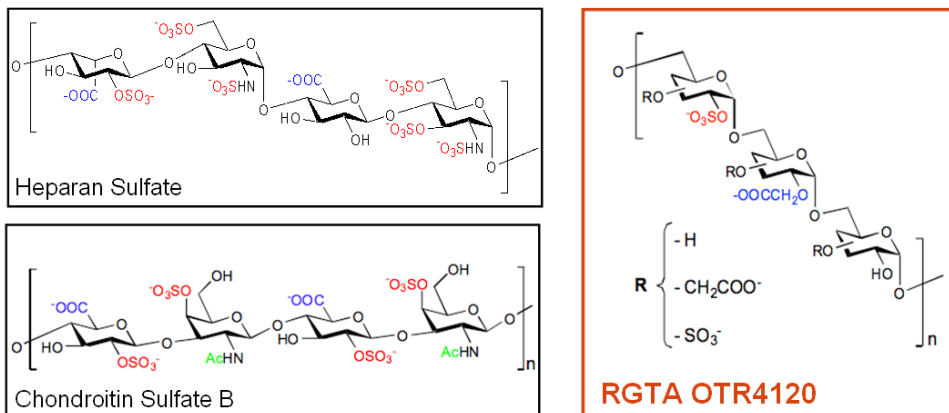 ⁻O₃SO
O
O
O
O
HO
⁻OOC
OSO₃⁻
HO
⁻O₃SHN
O
⁻OOC
⁻O₃SO
O
O
O
HO
OH
⁻O₃SO
⁻O₃SHN
O
n
Heparan Sulfate
OH
OH
⁻OOC
⁻O₃SO
⁻OOC
⁻O₃SO
O
O
O
O
O
O
O
O
O
HO
OSO₃⁻
AcHN
HO
OSO₃⁻
AcHN
n
Chondroitin Sulfate B
O
O
RO
⁻O₃SO
O
O
O
RO
-OOCCH₂O
O
O
RO
HO
O
n
R
- H
- CH₂COO⁻
- SO₃⁻
RGTA OTR4120